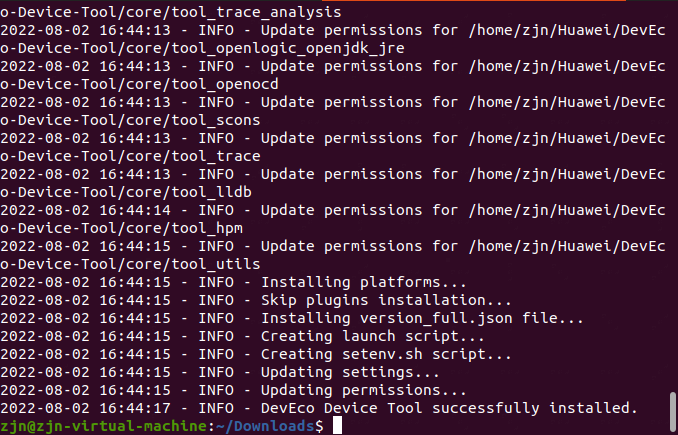 o-Device-Tool/core/tool_trace_analysis
2022-08-02 16:44:13 - INFO - Update permissions for /home/zjn/Huawei/DevEc
o-Device-Tool/core/tool_openlogic_openjdk_jre
2022-08-02 16:44:13 - INFO - Update permissions for /home/zjn/Huawei/DevEc
o-Device-Tool/core/tool_openocd
2022-08-02 16:44:13 - INFO - Update permissions for /home/zjn/Huawei/DevEc
o-Device-Tool/core/tool_scons
2022-08-02 16:44:13 - INFO - Update permissions for /home/zjn/Huawei/DevEc
o-Device-Tool/core/tool_trace
2022-08-02 16:44:13 - INFO - Update permissions for /home/zjn/Huawei/DevEc
o-Device-Tool/core/tool_lldb
2022-08-02 16:44:14 - INFO - Update permissions for /home/zjn/Huawei/DevEc
o-Device-Tool/core/tool_hpm
2022-08-02 16:44:15 - INFO - Update permissions for /home/zjn/Huawei/DevEc
o-Device-Tool/core/tool_utils
2022-08-02 16:44:15 - INFO - Installing platforms...
2022-08-02 16:44:15 - INFO - Skip plugins installation...
2022-08-02 16:44:15 - INFO - Installing version_full.json file...
2022-08-02 16:44:15 - INFO - Creating launch script...
2022-08-02 16:44:15 - INFO - Creating setenv.sh script...
2022-08-02 16:44:15 - INFO - Updating settings...
2022-08-02 16:44:15 - INFO - Updating permissions...
2022-08-02 16:44:17 - INFO - DevEco Device Tool successfully installed.
zjn@zjn-virtual-machine:~/Downloads$